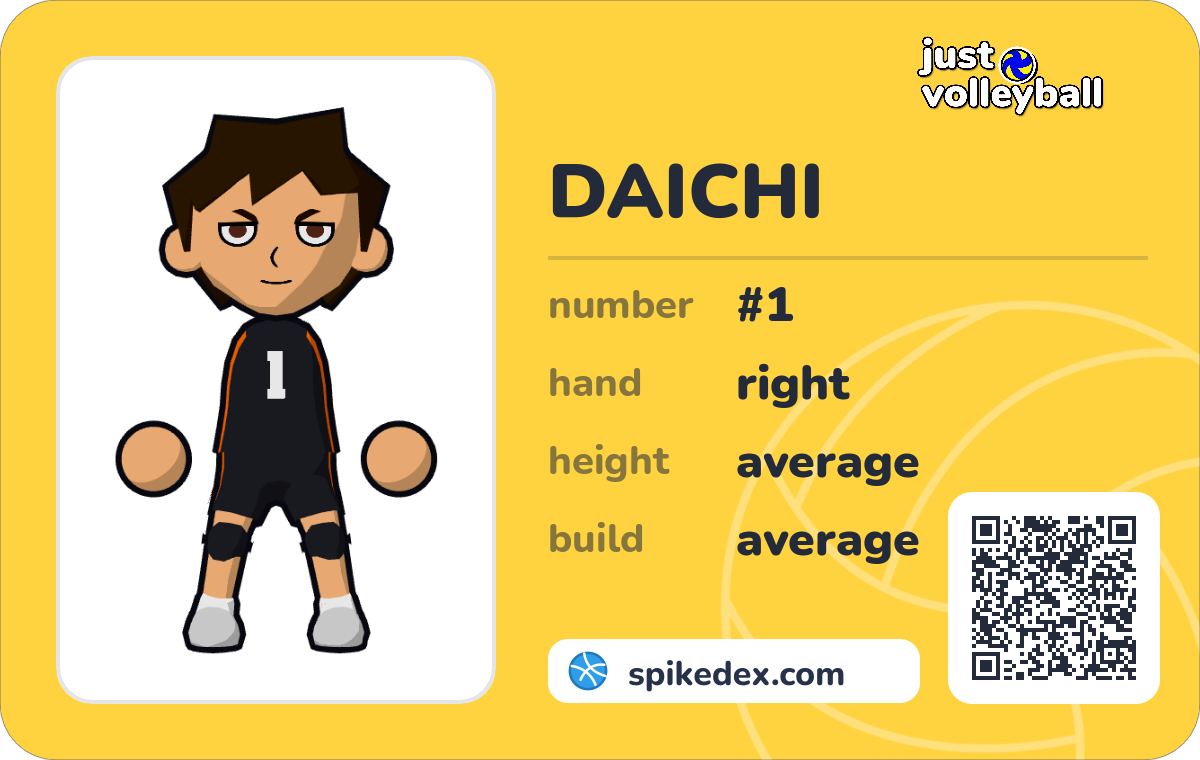 just
volleyball
DAICHI
number #1
hand right
height average
build average
1
spikedex.com